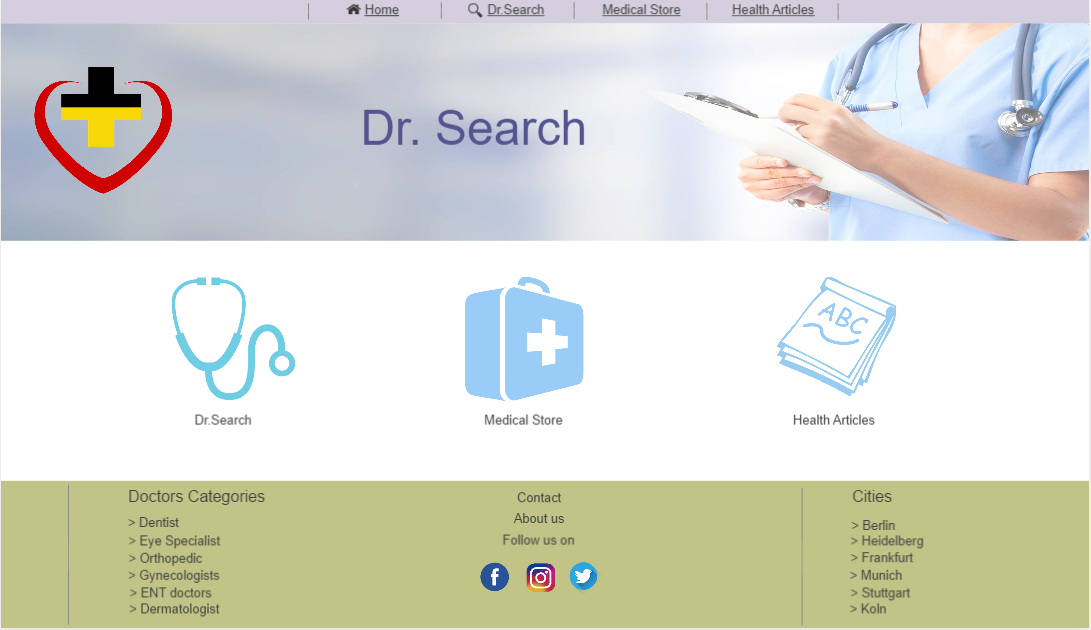 Home
Dr.Search
Medical Store
Health Articles
Dr. Search
ABC
Dr.Search
Medical Store
Health Articles
Doctors Categories
> Dentist
> Eye Specialist
> Orthopedic
> Gynecologists
> ENT doctors
> Dermatologist
Contact
About us
Follow us on
f
Cities
> Berlin
> Heidelberg
> Frankfurt
> Munich
> Stuttgart
> Koln